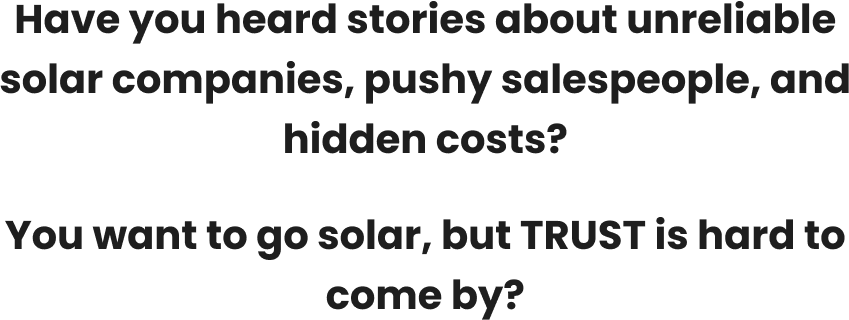 Have you heard stories about unreliable
solar companies, pushy salespeople, and
hidden costs?
You want to go solar, but TRUST is hard to
come by?